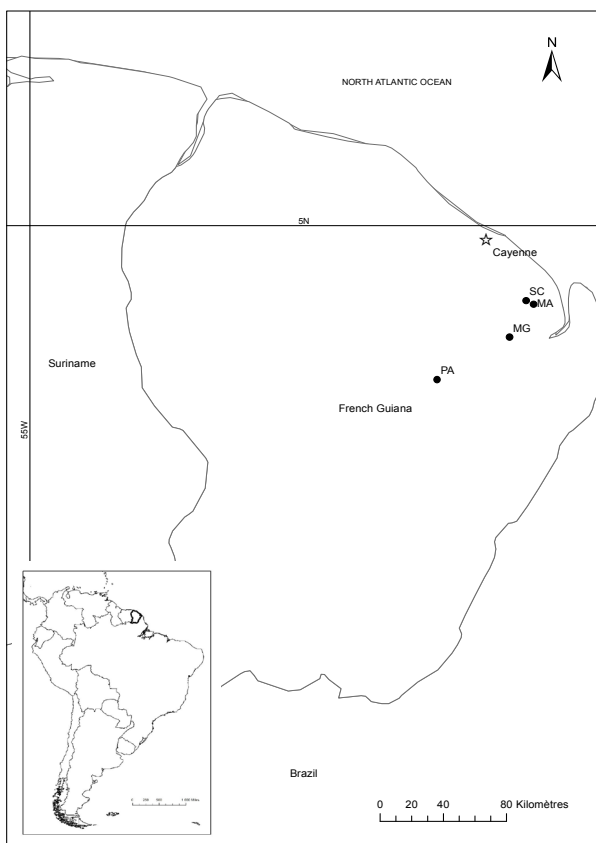 N
NORTH ATLANTIC OCEAN
5N
Cayenne
SC
MA
MG
Suriname
PA
French Guiana
55W
Brazil
0 20 40 80 Kilomètres